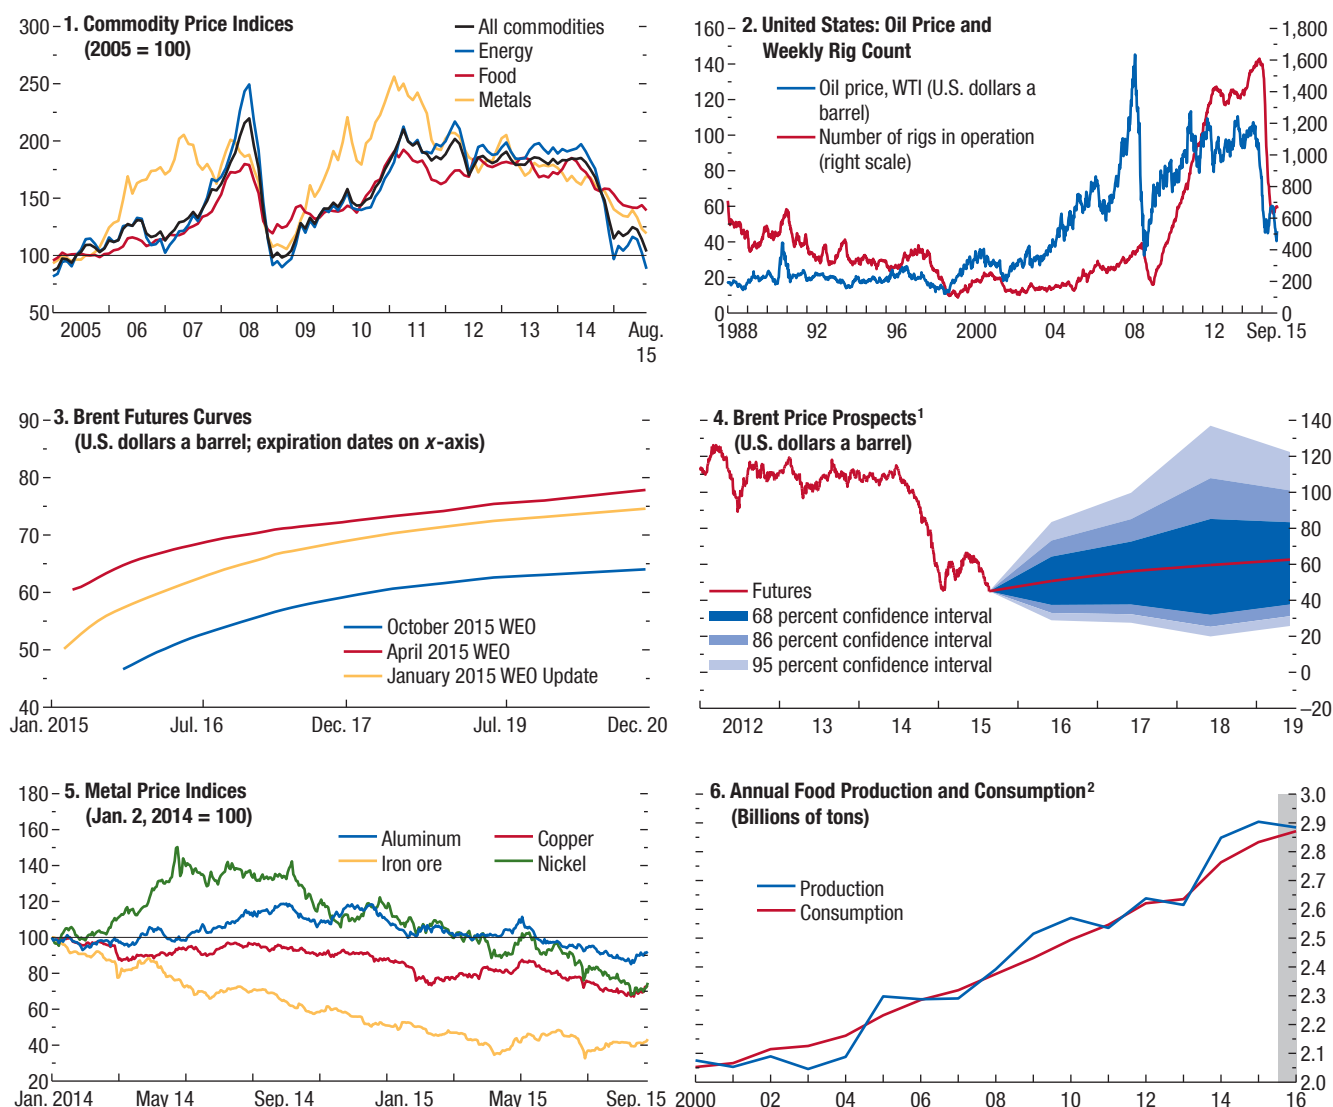 1. Commodity Price Indices
(2005 = 100)
All commodities
Energy
Food
Metals
300
250
200
150
100
50
2005 06 07 08 09 10 11 12 13 14 Aug.
15
2. United States: Oil Price and
Weekly Rig Count
Oil price, WTI (U.S. dollars a
barrel)
Number of rigs in operation
(right scale)
160
140
120
100
80
60
40
20
0
1,800
1,600
1,400
1,200
1,000
800
600
400
200
0
1988 92 96 2000 04 08 12 Sep. 15
3. Brent Futures Curves
(U.S. dollars a barrel; expiration dates on x-axis)
90
80
70
60
50
40
October 2015 WEO
April 2015 WEO
January 2015 WEO Update
Jan. 2015 Jul. 16 Dec. 17 Jul. 19 Dec. 20
4. Brent Price Prospects¹
(U.S. dollars a barrel)
Futures
68 percent confidence interval
86 percent confidence interval
95 percent confidence interval
140
120
100
80
60
40
20
0
–20
2012 13 14 15 16 17 18 19
5. Metal Price Indices
(Jan. 2, 2014 = 100)
Aluminum Copper
Iron ore Nickel
180
160
140
120
100
80
60
40
20
Jan. 2014 May 14 Sep. 14 Jan. 15 May 15 Sep. 15
6. Annual Food Production and Consumption²
(Billions of tons)
Production
Consumption
3.0
2.9
2.8
2.7
2.6
2.5
2.4
2.3
2.2
2.1
2.0
2000 02 04 06 08 10 12 14 16